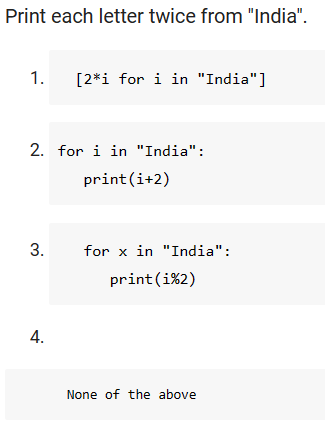 Print each letter twice from "India".
1. [2*i for i in "India"]
2. for i in "India":
print(i+2)
3. for x in "India":
print(i%2)
4.
None of the above